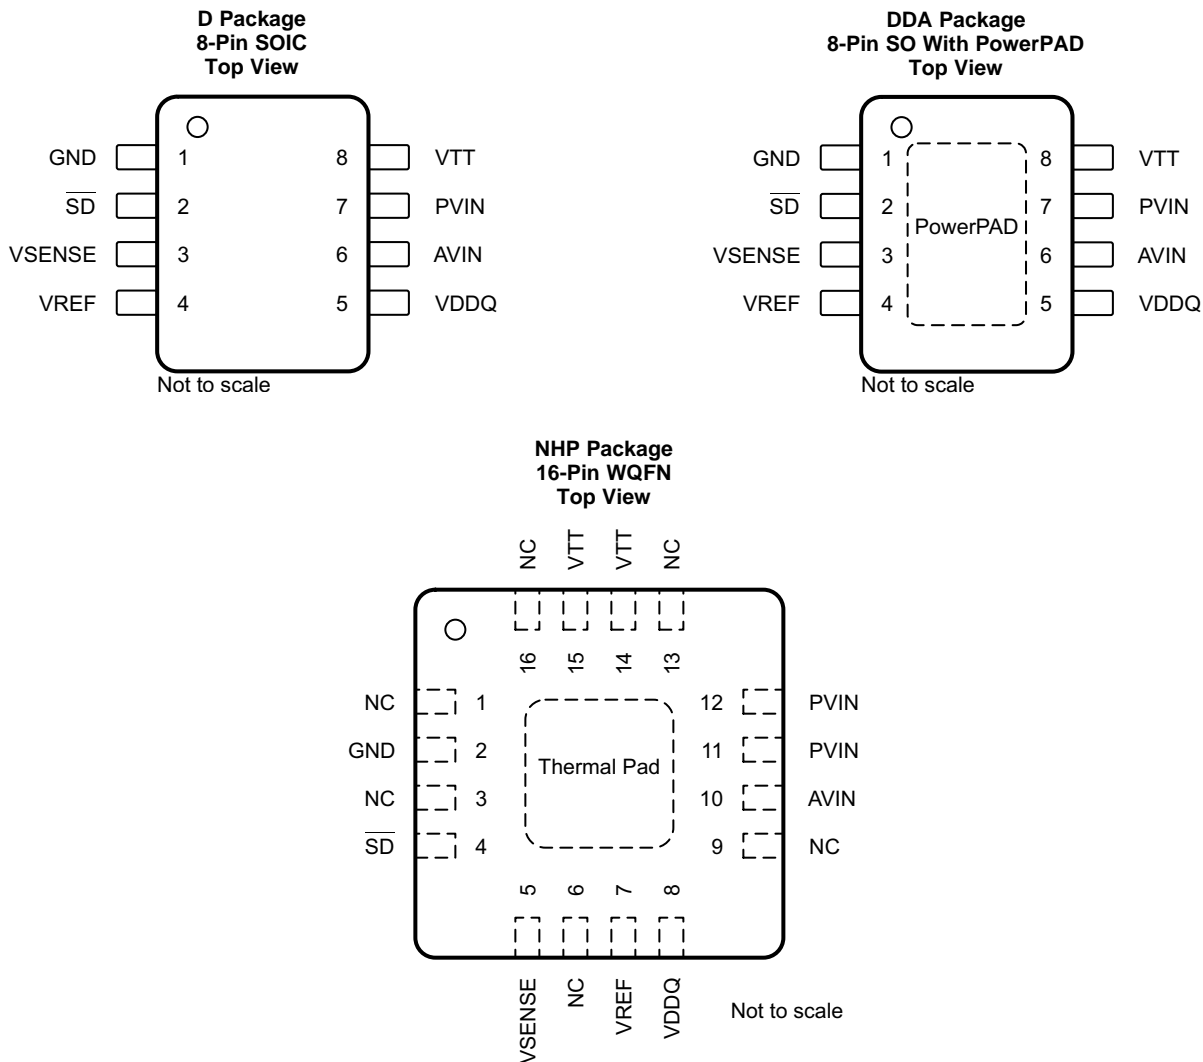 D Package
8-Pin SOIC
Top View
GND 1 8 VTT
SD 2 7 PVIN
VSENSE 3 6 AVIN
VREF 4 5 VDDQ
Not to scale
DDA Package
8-Pin SO With PowerPAD
Top View
GND 1 8 VTT
SD 2 7 PVIN
PowerPAD
VSENSE 3 6 AVIN
VREF 4 5 VDDQ
Not to scale
NHP Package
16-Pin WQFN
Top View
NC VTT VTT NC
16 15 14 13
NC 1 12 PVIN
GND 2 11 PVIN
Thermal Pad
NC 3 10 AVIN
SD 4 9 NC
5 6 7 8
VSENSE NC VREF VDDQ
Not to scale